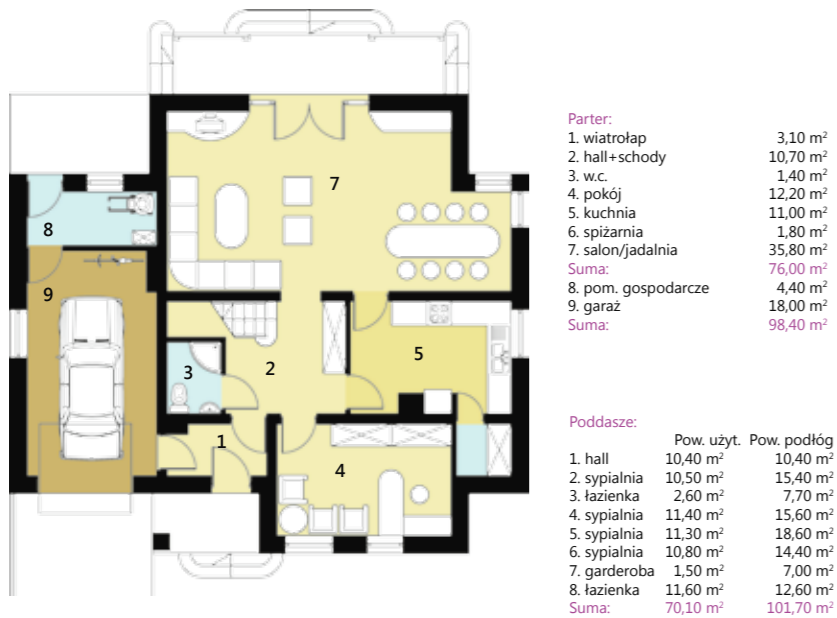 7
8
9
5
3
2
1
4
Parter:
1. wiatrołap 3,10 m²
2. hall+schody 10,70 m²
3. w.c. 1,40 m²
4. pokój 12,20 m²
5. kuchnia 11,00 m²
6. spiżarnia 1,80 m²
7. salon/jadalnia 35,80 m²
Suma: 76,00 m²
8. pom. gospodarcze 4,40 m²
9. garaż 18,00 m²
Suma: 98,40 m²
Poddasze:
Pow. użyt. Pow. podłóg
1. hall 10,40 m² 10,40 m²
2. sypialnia 10,50 m² 15,40 m²
3. łazienka 2,60 m² 7,70 m²
4. sypialnia 11,40 m² 15,60 m²
5. sypialnia 11,30 m² 18,60 m²
6. sypialnia 10,80 m² 14,40 m²
7. garderoba 1,50 m² 7,00 m²
8. łazienka 11,60 m² 12,60 m²
Suma: 70,10 m² 101,70 m²